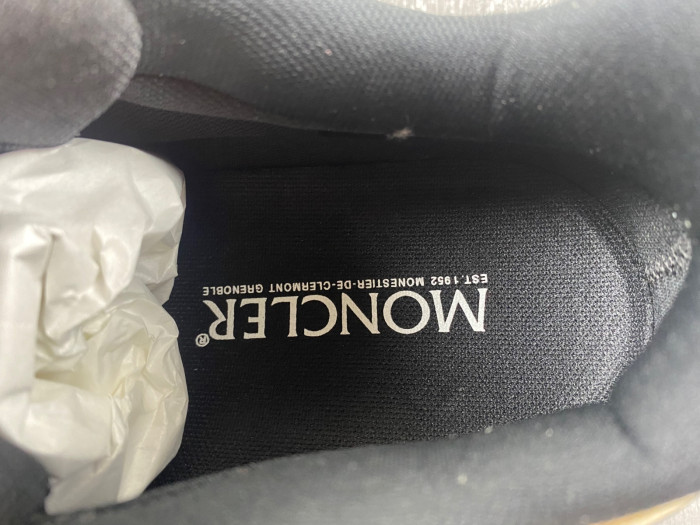 MONCLER®
EST. 1952 MONESTIER-DE-CLERMONT GRENOBLE